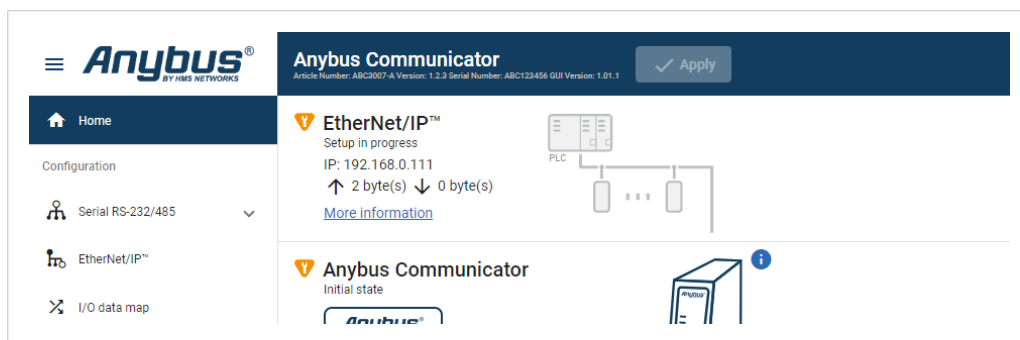 Anybus®
BY HMS NETWORKS
Anybus Communicator
Article Number: ABC3007-A Version: 1.2.3 Serial Number: ABC123456 GUI Version: 1.01.1
Apply
Home
Configuration
Serial RS-232/485
EtherNet/IP™
I/O data map
EtherNet/IP™
Setup in progress
IP: 192.168.0.111
2 byte(s) 0 byte(s)
More information
PLC
Anybus Communicator
Initial state
Anybus®
Anybus